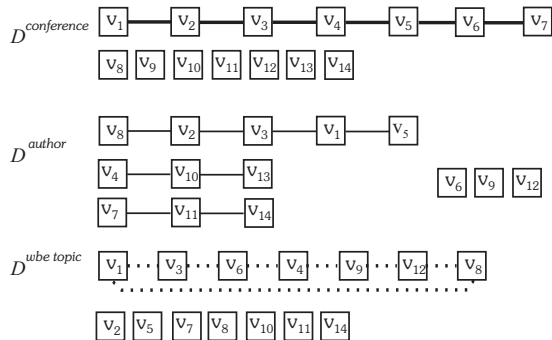 D^conference v1 v2 v3 v4 v5 v6 v7
v8 v9 v10 v11 v12 v13 v14
D^author v8 v2 v3 v1 v5
v4 v10 v13
v6 v9 v12
v7 v11 v14
D^wbe topic v1 v3 v6 v4 v9 v12 v8
v2 v5 v7 v8 v10 v11 v14